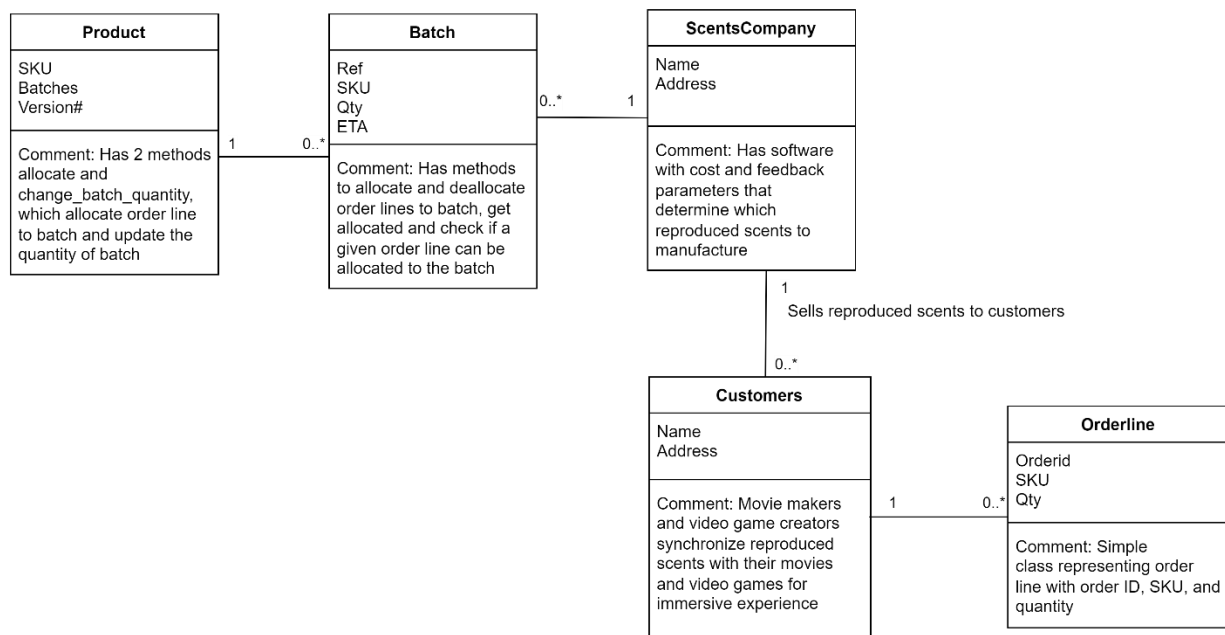 Product
SKU
Batches
Version#
Comment: Has 2 methods
allocate and
change_batch_quantity,
which allocate order line
to batch and update the
quantity of batch
1
0..*
Batch
Ref
SKU
Qty
ETA
Comment: Has methods
to allocate and deallocate
order lines to batch, get
allocated and check if a
given order line can be
allocated to the batch
0..*
1
ScentsCompany
Name
Address
Comment: Has software
with cost and feedback
parameters that
determine which
reproduced scents to
manufacture
1
Sells reproduced scents to customers
0..*
Customers
Name
Address
Comment: Movie makers
and video game creators
synchronize reproduced
scents with their movies
and video games for
immersive experience
1
0..*
Orderline
Orderid
SKU
Qty
Comment: Simple
class representing order
line with order ID, SKU, and
quantity